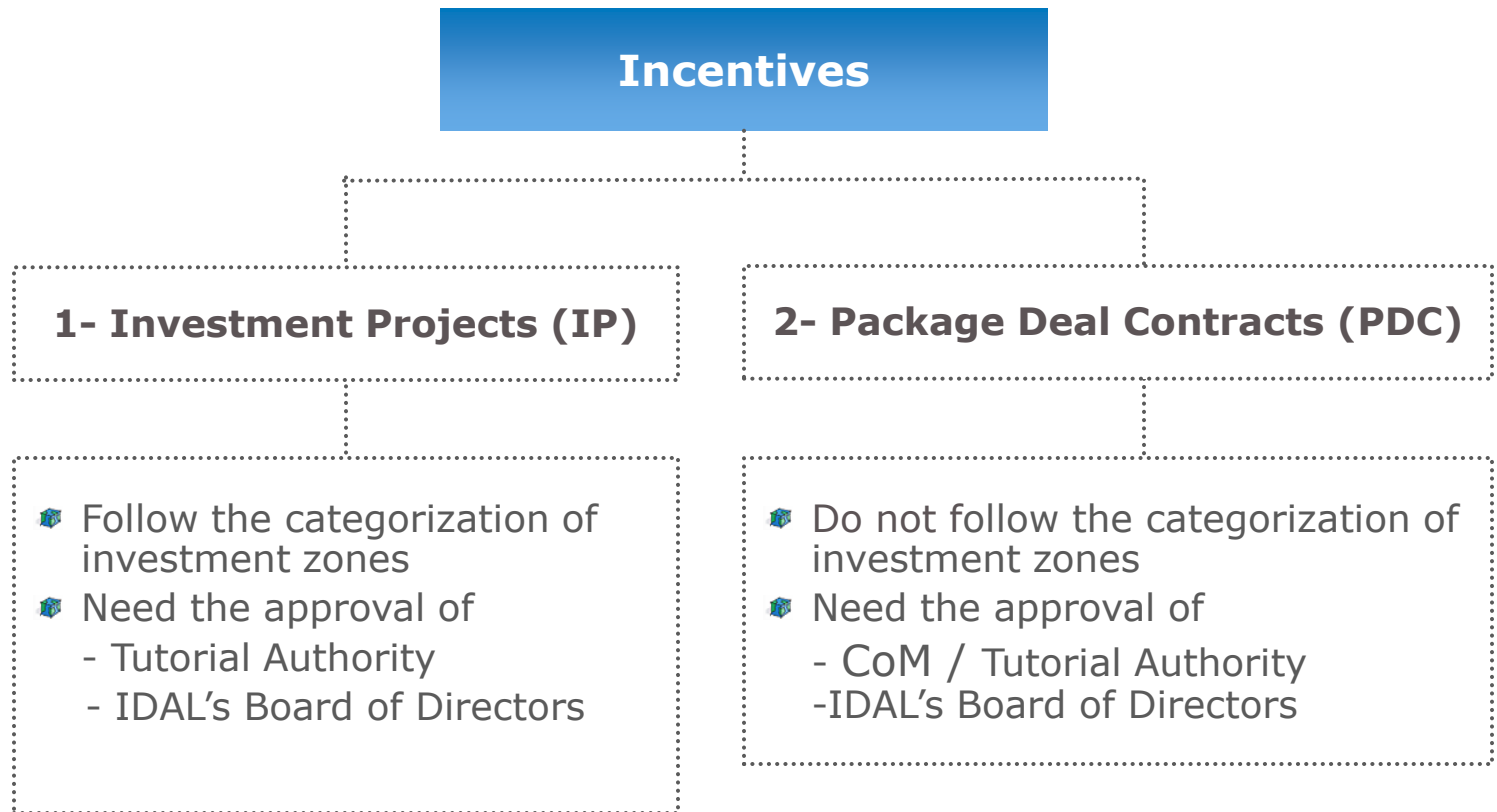 Incentives
1- Investment Projects (IP)
Follow the categorization of
investment zones
Need the approval of
- Tutorial Authority
- IDAL’s Board of Directors
2- Package Deal Contracts (PDC)
Do not follow the categorization of
investment zones
Need the approval of
- CoM / Tutorial Authority
-IDAL’s Board of Directors